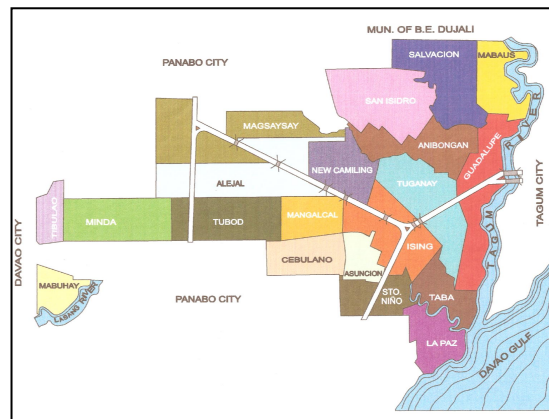 MUN. OF B.E. DUJALI
SALVACION
MABAUS
PANABO CITY
SAN ISIDRO
MAGSAYSAY
ANIBONGAN
GUADALUPE
TAGUM RIVER
TAGUM CITY
NEW CAMILING
TUGANAY
ALEJAL
TIBULAO
MINDA
TUBOD
MANGALCAL
ISING
DAVAO CITY
CEBULANO
ASUNCION
MABUHAY
LASANG RIVER
PANABO CITY
STO.
NIÑO
TABA
LA PAZ
DAVAO GULF